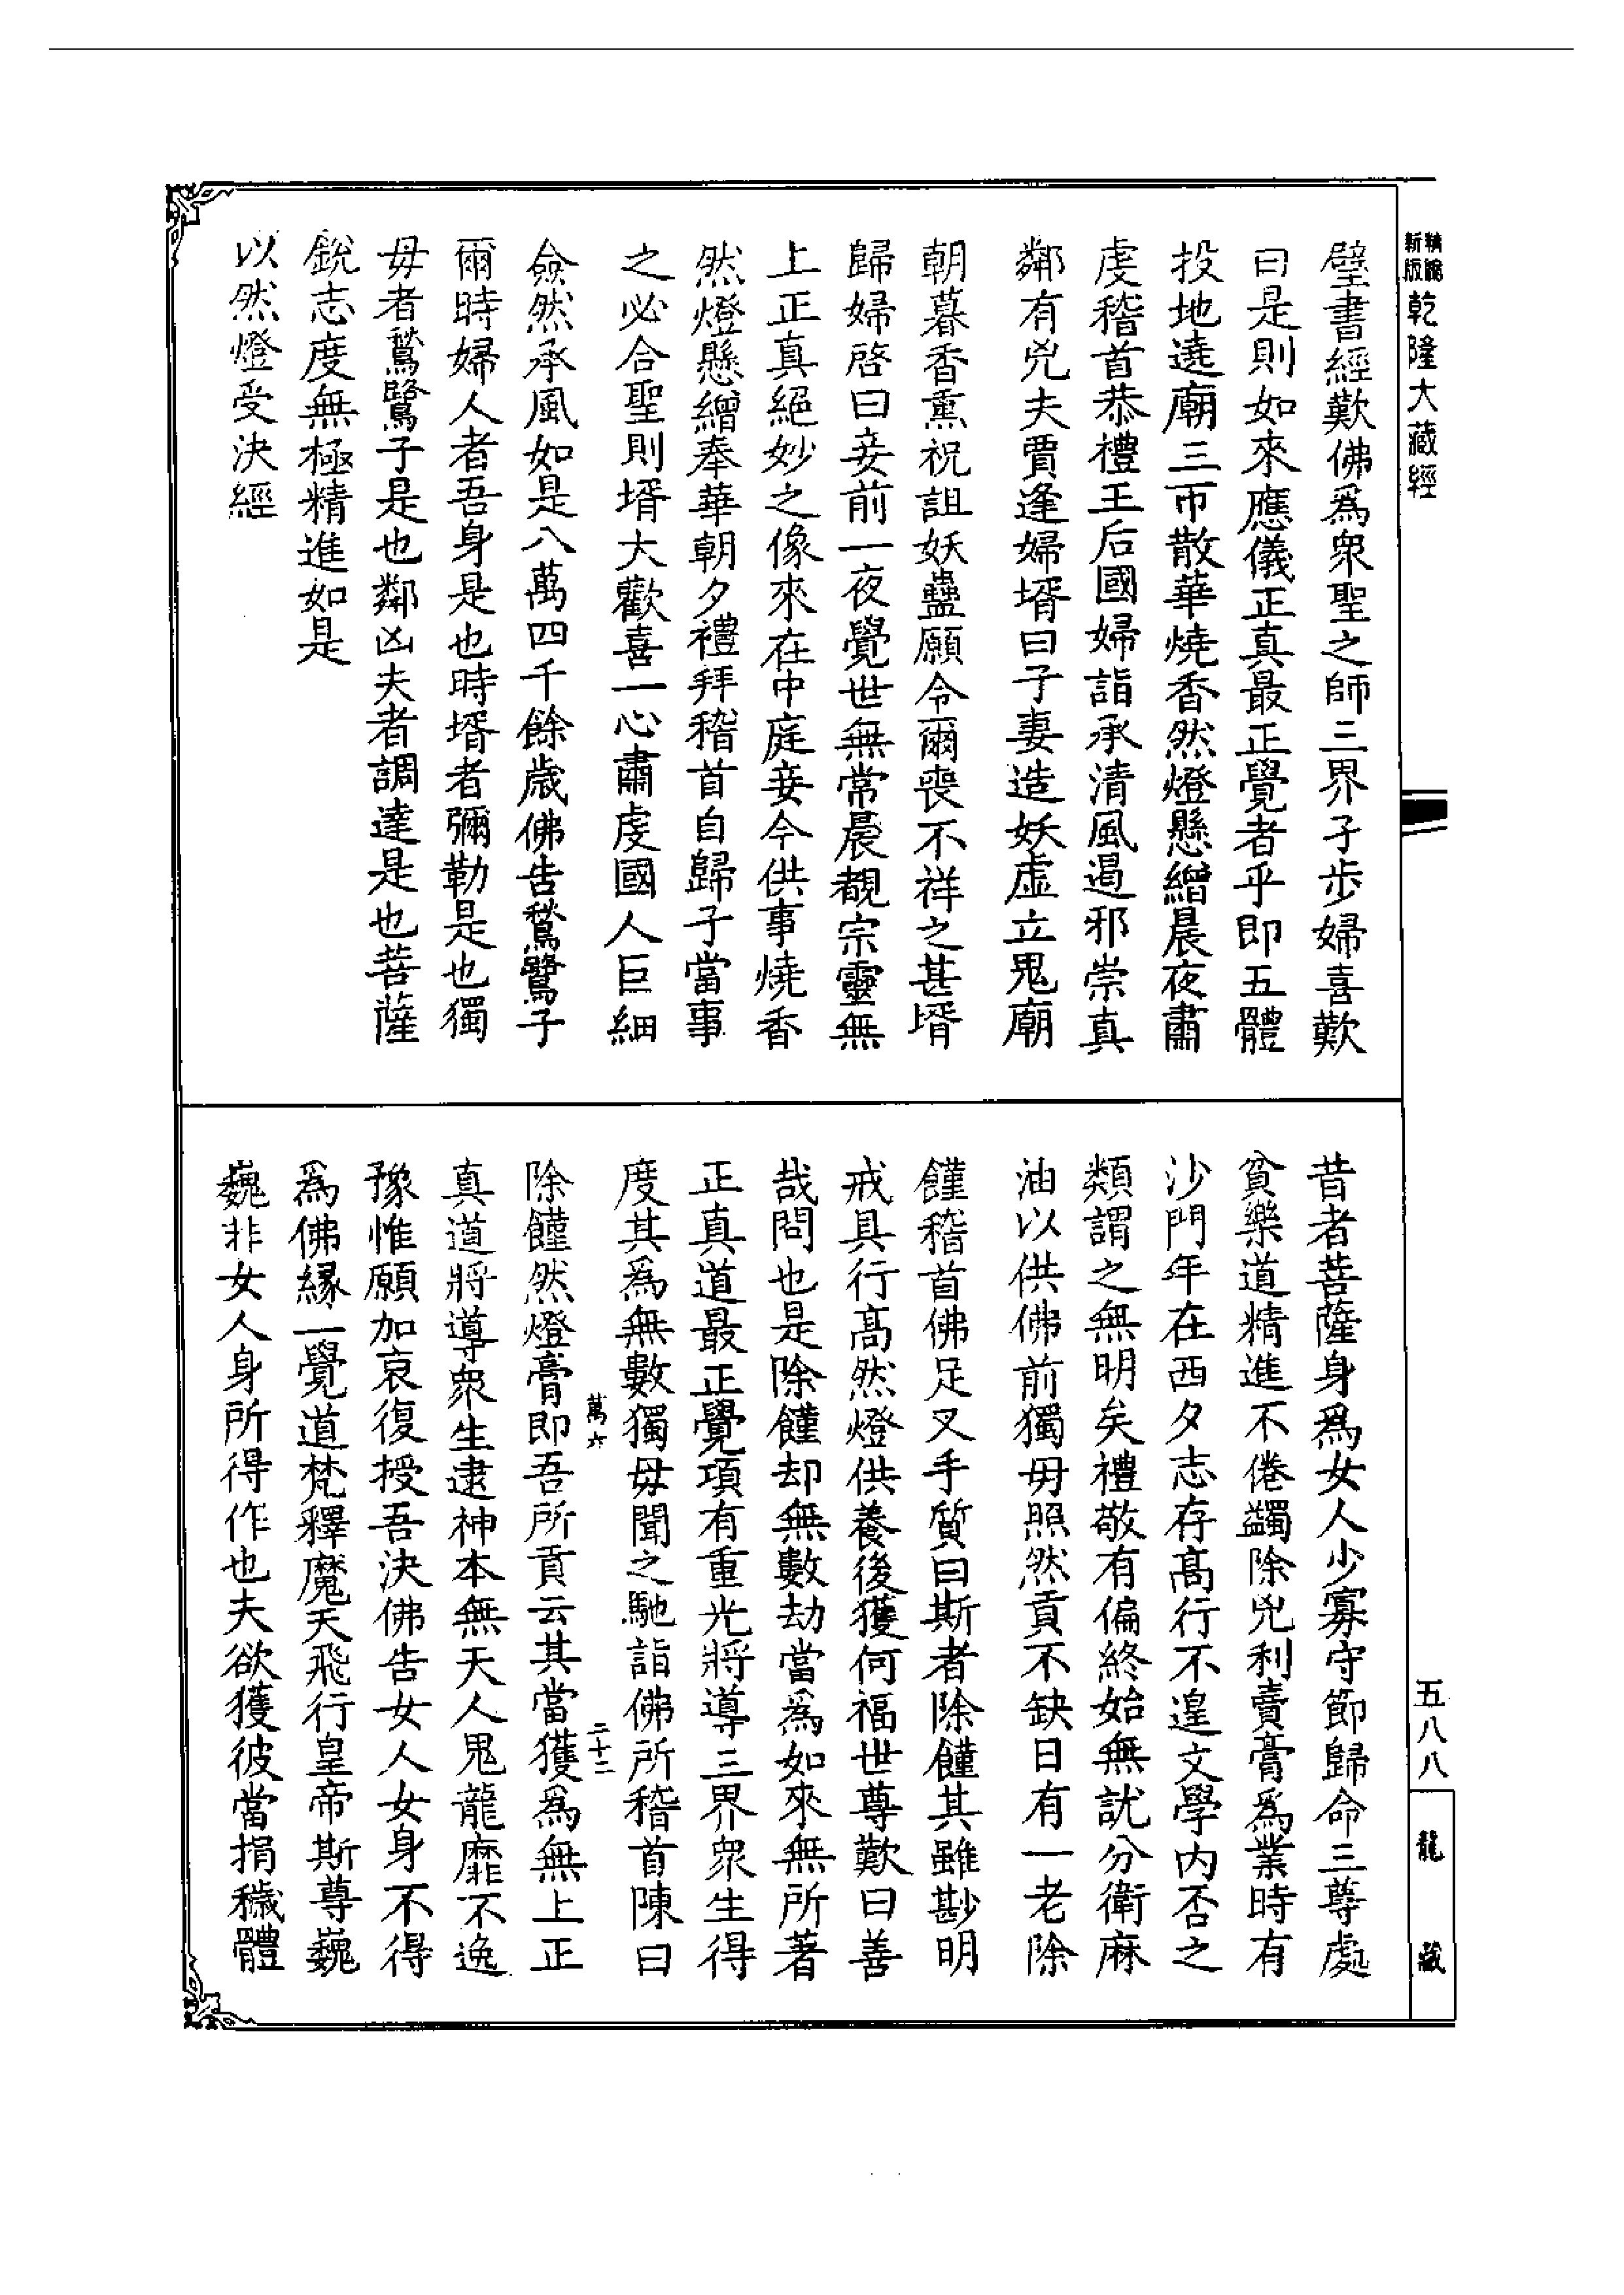 新版
精編
乾隆大藏經
壁書經歎佛爲衆聖之師三界孑步婦喜歎
曰是則如來應儀正真最正覺者乎即五體
投地遶廟三帀散華燒香然燈懸繒晨夜肅
虔稽首恭禮王后國婦詣承清風遏邪崇真
鄰有兇夫賈逢婦壻曰子妻造妖虛立鬼廟
朝暮香熏祝詛妖蠱願令爾喪不祥之甚壻
歸婦啓曰妾前一夜覺世無常晨覩宗靈無
上正真絕妙之像來在中庭妾今供事燒香
然燈懸繒奉華朝夕禮拜稽首自歸子當事
之必合聖則壻大歡喜一心肅虔國人巨細
僉然承風如是八萬四千餘歲佛告鶖鷺子
爾時婦人者吾身是也時壻者彌勒是也獨
母者鶖鷺子是也鄰凶夫者調達是也菩薩
銳志度無極精進如是
以然燈受決經
昔者菩薩身爲女人少寡守節歸命三尊處
貧樂道精進不倦蠲除兇利賣膏爲業時有
沙門年在西夕志存髙行不遑文學內否之
類謂之無明矣禮敬有偏終始無就分衛麻
油以供佛前獨母照然貢不缺日有一老除
饉稽首佛足叉手質曰斯者除饉其雖尠明
戒具行髙然燈供養後獲何福世尊歎曰善
哉問也是除饉却無數劫當爲如來無所著
正真道最正覺項有重光將導三界衆生得
度其爲無數獨母聞之馳詣佛所稽首陳曰
萬六
二十二
除饉然燈膏即吾所貢云其當獲爲無上正
真道將導衆生逮神本無天人鬼龍靡不逸
豫惟願加哀復授吾決佛告女人女身不得
爲佛緣一覺道梵釋魔天飛行皇帝斯尊巍
巍非女人身所得作也夫欲獲彼當捐穢體
五八八
龍藏